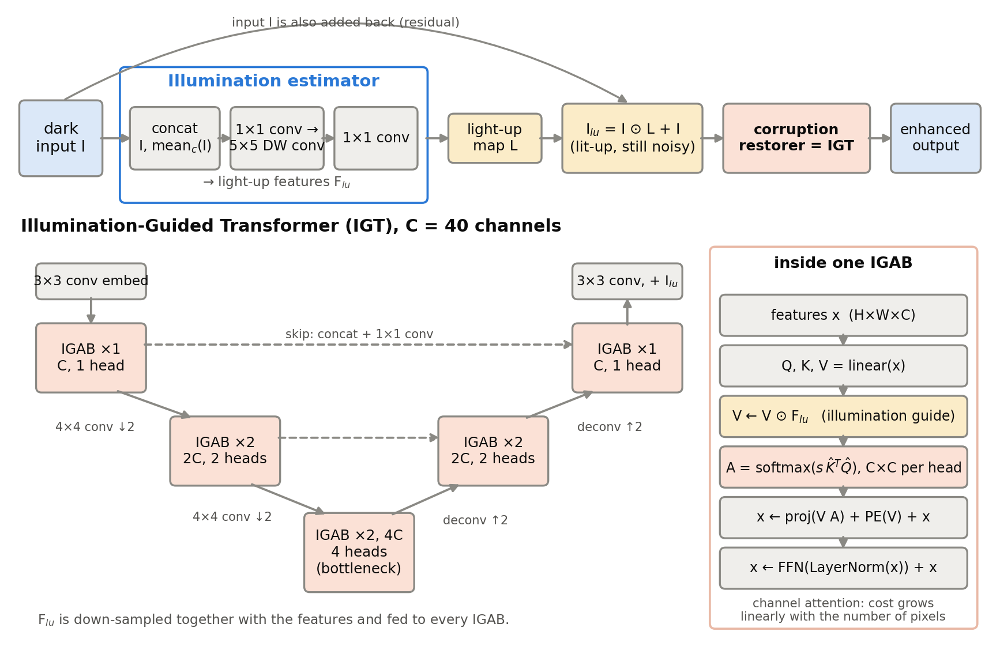 input I is also added back (residual)
Illumination estimator
dark
input I
concat
I, mean_c(I)
1×1 conv →
5×5 DW conv
1×1 conv
→ light-up features F_lu
light-up
map L
I_lu = I ⊙ L + I
(lit-up, still noisy)
corruption
restorer = IGT
enhanced
output
Illumination-Guided Transformer (IGT), C = 40 channels
3×3 conv embed
IGAB ×1
C, 1 head
4×4 conv ↓2
IGAB ×2
2C, 2 heads
4×4 conv ↓2
IGAB ×2, 4C
4 heads
(bottleneck)
skip: concat + 1×1 conv
deconv ↑2
IGAB ×2
2C, 2 heads
deconv ↑2
IGAB ×1
C, 1 head
3×3 conv, + I_lu
F_lu is down-sampled together with the features and fed to every IGAB.
inside one IGAB
features x (H×W×C)
Q, K, V = linear(x)
V ← V ⊙ F_lu (illumination guide)
A = softmax(s K̂^T Q̂), C×C per head
x ← proj(V A) + PE(V) + x
x ← FFN(LayerNorm(x)) + x
channel attention: cost grows
linearly with the number of pixels